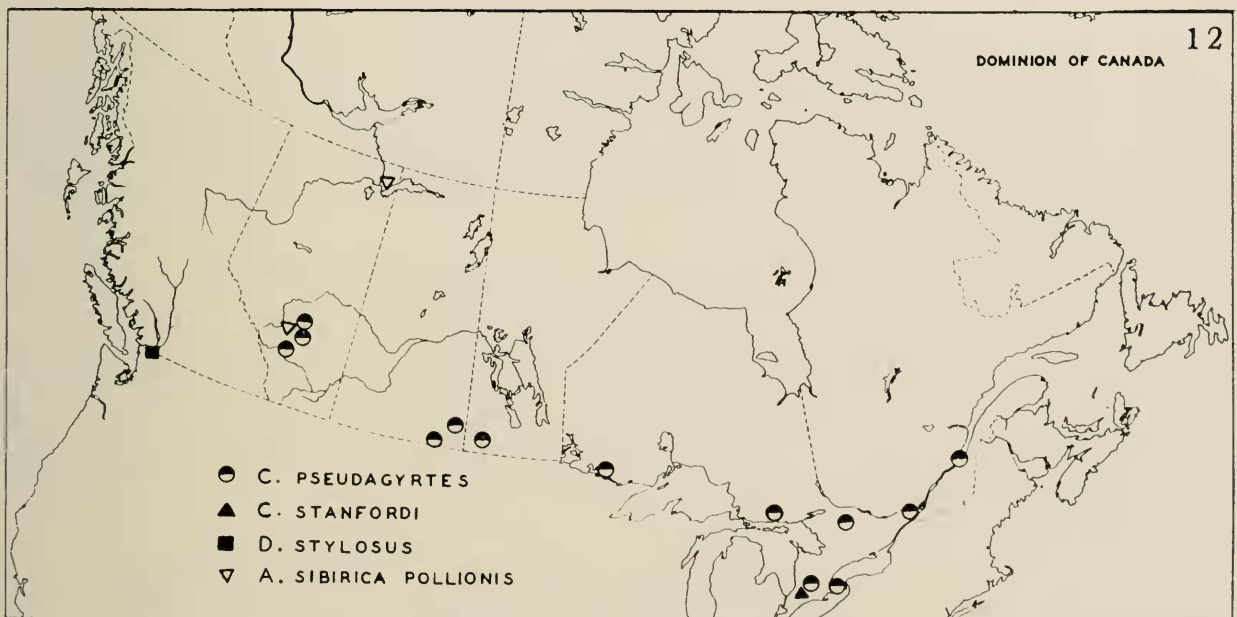 12
DOMINION OF CANADA
C. PSEUDAGYRTES
C. STANFORDI
D. STYLOSUS
A. SIBIRICA POLLIONIS